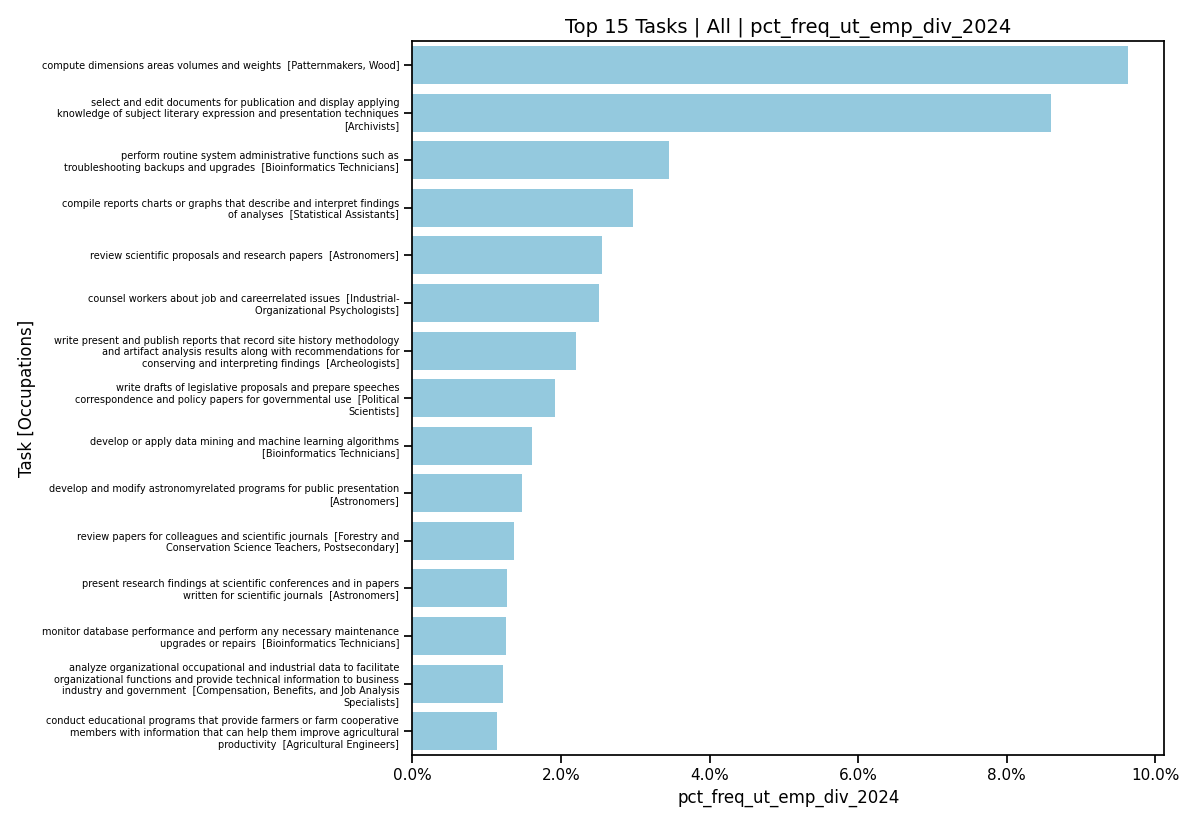 Top 15 Tasks | All | pct_freq_ut_emp_div_2024
compute dimensions areas volumes and weights  [Patternmakers, Wood]
select and edit documents for publication and display applying
knowledge of subject literary expression and presentation techniques
[Archivists]
perform routine system administrative functions such as
troubleshooting backups and upgrades  [Bioinformatics Technicians]
compile reports charts or graphs that describe and interpret findings
of analyses  [Statistical Assistants]
review scientific proposals and research papers  [Astronomers]
counsel workers about job and careerrelated issues  [Industrial-
Organizational Psychologists]
write present and publish reports that record site history methodology
and artifact analysis results along with recommendations for
conserving and interpreting findings  [Archeologists]
write drafts of legislative proposals and prepare speeches
correspondence and policy papers for governmental use  [Political
Scientists]
develop or apply data mining and machine learning algorithms
[Bioinformatics Technicians]
develop and modify astronomyrelated programs for public presentation
[Astronomers]
review papers for colleagues and scientific journals  [Forestry and
Conservation Science Teachers, Postsecondary]
present research findings at scientific conferences and in papers
written for scientific journals  [Astronomers]
monitor database performance and perform any necessary maintenance
upgrades or repairs  [Bioinformatics Technicians]
analyze organizational occupational and industrial data to facilitate
organizational functions and provide technical information to business
industry and government  [Compensation, Benefits, and Job Analysis
Specialists]
conduct educational programs that provide farmers or farm cooperative
members with information that can help them improve agricultural
productivity  [Agricultural Engineers]
Task [Occupations]
0.0% 2.0% 4.0% 6.0% 8.0% 10.0%
pct_freq_ut_emp_div_2024